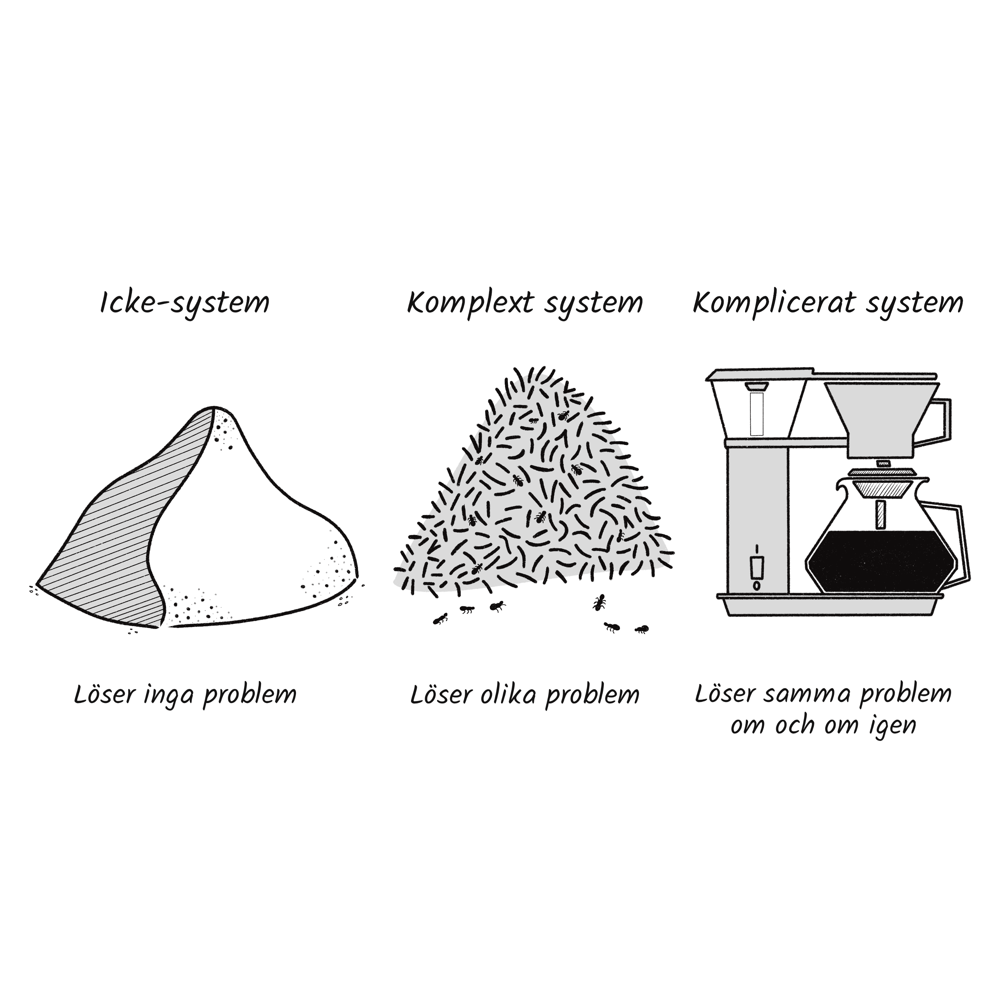 Icke-system
Komplext system
Komplicerat system
Löser inga problem
Löser olika problem
Löser samma problem
om och om igen